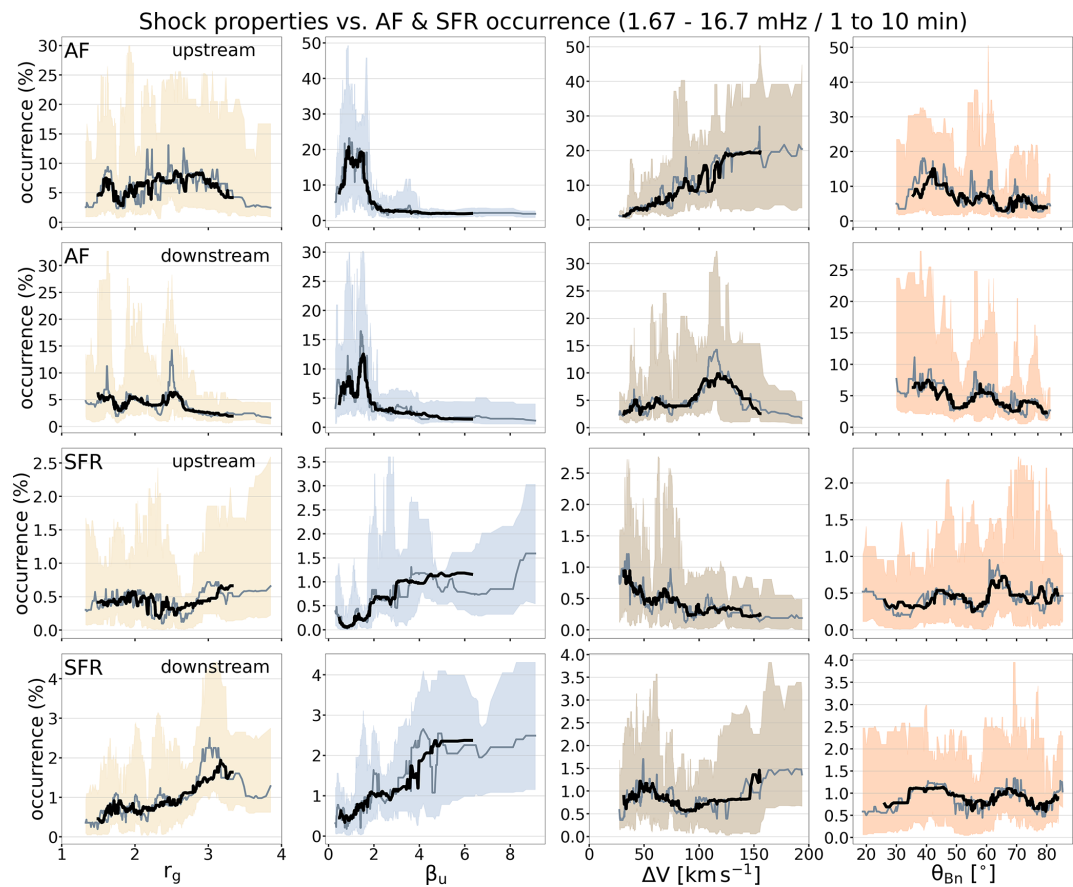 Shock properties vs. AF & SFR occurrence (1.67 - 16.7 mHz / 1 to 10 min)
AF upstream
occurrence (%)
0 5 10 15 20 25 30
0 10 20 30 40 50
0 10 20 30 40 50
0 10 20 30 40 50
AF downstream
occurrence (%)
0 5 10 15 20 25 30
0 5 10 15 20 25 30
0 5 10 15 20 25 30
0 5 10 15 20 25
SFR upstream
occurrence (%)
0.0 0.5 1.0 1.5 2.0 2.5
0.0 0.5 1.0 1.5 2.0 2.5 3.0 3.5
0.0 0.5 1.0 1.5 2.0 2.5
0.0 0.5 1.0 1.5 2.0
SFR downstream
occurrence (%)
0 1 2 3 4
0 1 2 3 4
0.0 0.5 1.0 1.5 2.0 2.5 3.0 3.5 4.0
0.0 0.5 1.0 1.5 2.0 2.5 3.0 3.5 4.0
1 2 3 4
0 2 4 6 8
0 50 100 150 200
20 30 40 50 60 70 80
r_g
β_u
ΔV [km s⁻¹]
θ_Bn [°]